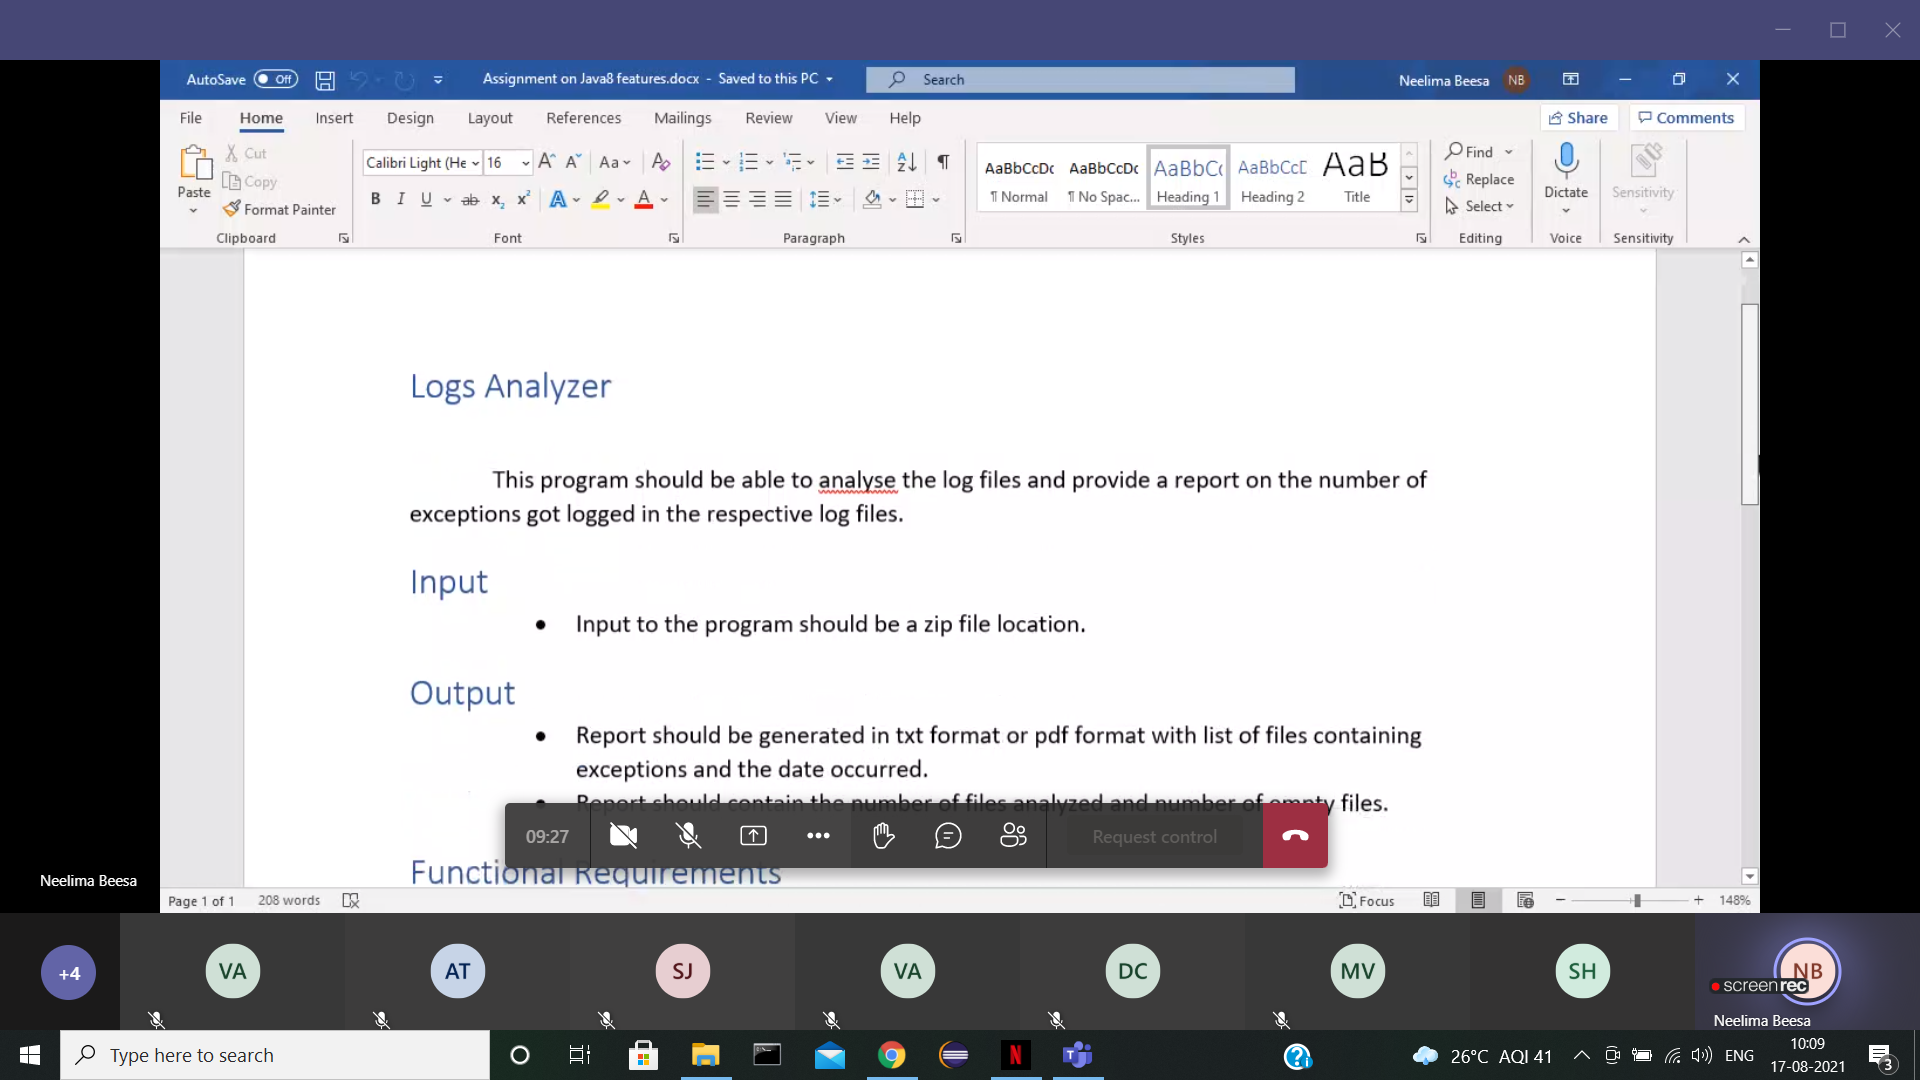 AutoSave Off Assignment on Java8 features.docx - Saved to this PC Search Neelima Beesa NB
File Home Insert Design Layout References Mailings Review View Help Share Comments
Paste Cut Copy Format Painter
Calibri Light (He 16
AaBbCcDc AaBbCcDc AaBbC AaBbCcD AaB
¶ Normal ¶ No Spac... Heading 1 Heading 2 Title
Find Replace Select
Dictate Sensitivity
Clipboard Font Paragraph Styles Editing Voice Sensitivity
Logs Analyzer
This program should be able to analyse the log files and provide a report on the number of
exceptions got logged in the respective log files.
Input
• Input to the program should be a zip file location.
Output
• Report should be generated in txt format or pdf format with list of files containing
exceptions and the date occurred.
• Report should contain the number of files analyzed and number of empty files.
09:27 Request control
Functional Requirements
Neelima Beesa
Page 1 of 1 208 words Focus 148%
+4 VA AT SJ VA DC MV SH NB
screenrec
Neelima Beesa
Type here to search 26°C AQI 41 ENG 10:09
17-08-2021 3